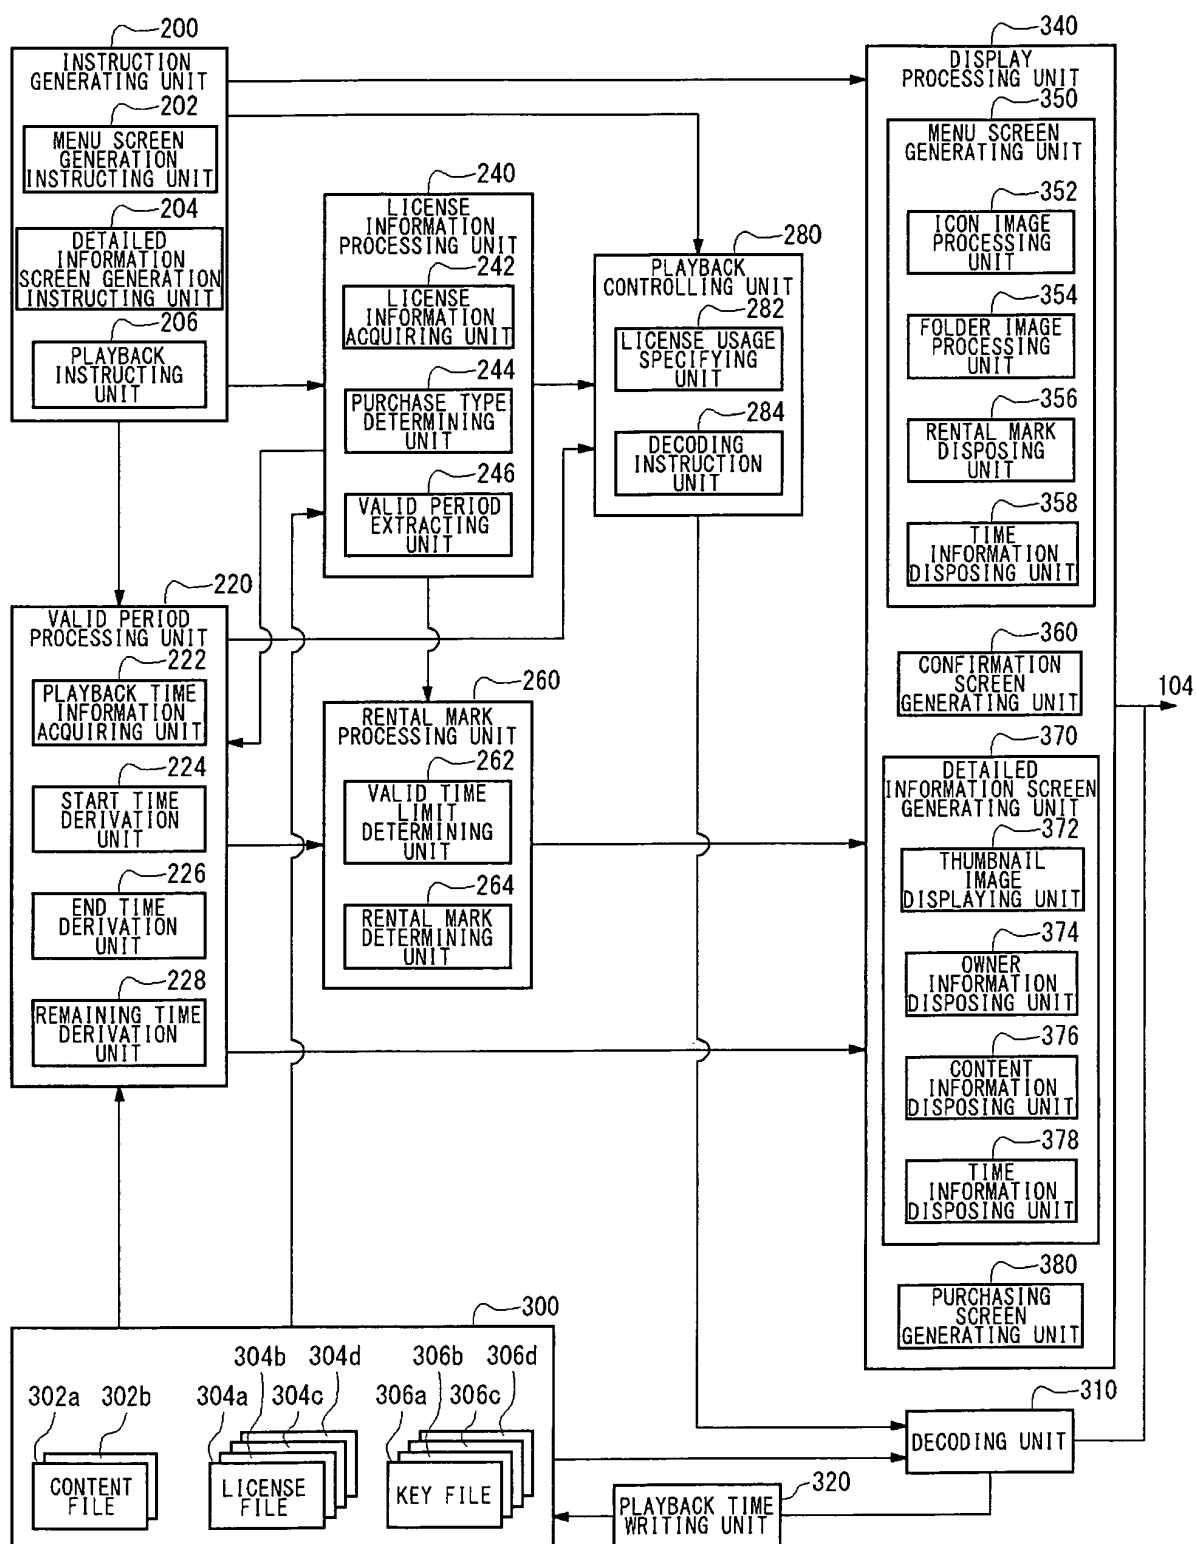 200
INSTRUCTION
GENERATING UNIT
202
MENU SCREEN
GENERATION
INSTRUCTING UNIT
204
DETAILED
INFORMATION
SCREEN GENERATION
INSTRUCTING UNIT
206
PLAYBACK
INSTRUCTING
UNIT
220
VALID PERIOD
PROCESSING UNIT
222
PLAYBACK TIME
INFORMATION
ACQUIRING UNIT
224
START TIME
DERIVATION
UNIT
226
END TIME
DERIVATION
UNIT
228
REMAINING TIME
DERIVATION
UNIT
240
LICENSE
INFORMATION
PROCESSING UNIT
242
LICENSE
INFORMATION
ACQUIRING UNIT
244
PURCHASE TYPE
DETERMINING
UNIT
246
VALID PERIOD
EXTRACTING
UNIT
260
RENTAL MARK
PROCESSING UNIT
262
VALID TIME
LIMIT
DETERMINING
UNIT
264
RENTAL MARK
DETERMINING
UNIT
280
PLAYBACK
CONTROLLING UNIT
282
LICENSE USAGE
SPECIFYING
UNIT
284
DECODING
INSTRUCTION
UNIT
340
DISPLAY
PROCESSING UNIT
350
MENU SCREEN
GENERATING UNIT
352
ICON IMAGE
PROCESSING
UNIT
354
FOLDER IMAGE
PROCESSING
UNIT
356
RENTAL MARK
DISPOSING
UNIT
358
TIME
INFORMATION
DISPOSING UNIT
360
CONFIRMATION
SCREEN
GENERATING UNIT
104
370
DETAILED
INFORMATION SCREEN
GENERATING UNIT
372
THUMBNAIL
IMAGE
DISPLAYING UNIT
374
OWNER
INFORMATION
DISPOSING UNIT
376
CONTENT
INFORMATION
DISPOSING UNIT
378
TIME
INFORMATION
DISPOSING UNIT
380
PURCHASING
SCREEN
GENERATING UNIT
300
302a 302b
CONTENT
FILE
304a 304b 304c 304d
LICENSE
FILE
306a 306b 306c 306d
KEY FILE
310
DECODING UNIT
320
PLAYBACK TIME
WRITING UNIT